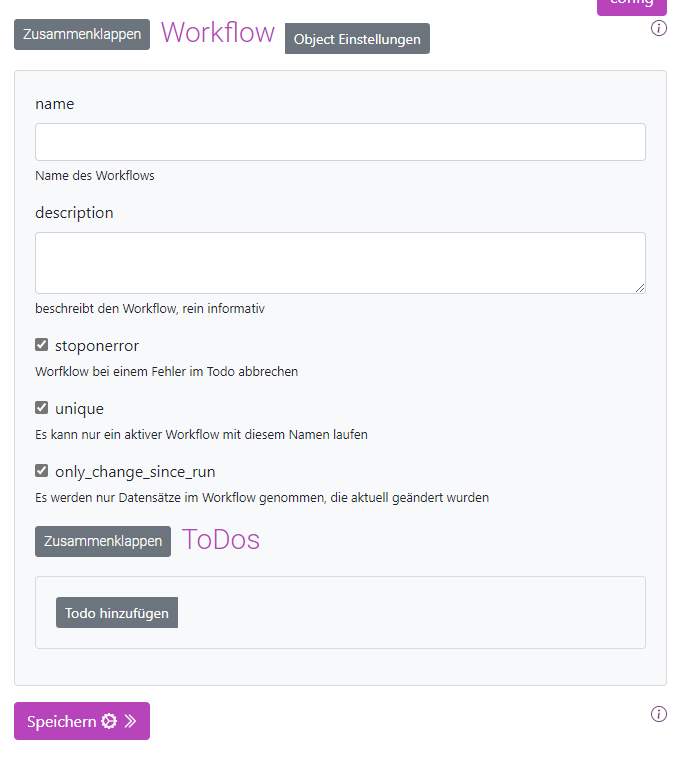 config
Zusammenklappen Workflow Object Einstellungen
name
Name des Workflows
description
beschreibt den Workflow, rein informativ
stoponerror
Worfklow bei einem Fehler im Todo abbrechen
unique
Es kann nur ein aktiver Workflow mit diesem Namen laufen
only_change_since_run
Es werden nur Datensätze im Workflow genommen, die aktuell geändert wurden
Zusammenklappen ToDos
Todo hinzufügen
Speichern